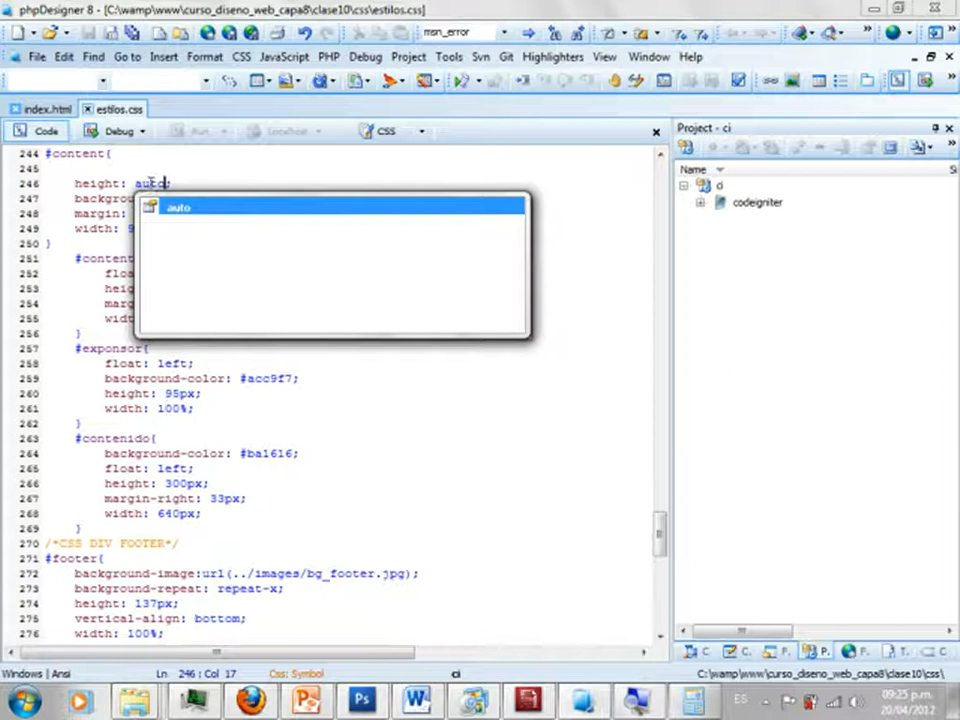 phpDesigner 8 - [C:\wamp\www\curso_diseno_web_capa8\clase10\css\estilos.css]
msn_error
File Edit Find Go to Insert Format CSS JavaScript PHP Debug Project Tools Svn Git Highlighters View Window Help
index.html estilos.css
Code Debug Run Localhost CSS
Project - ci
Name
ci
codeigniter
244 #content{
245
246 height: auto;
auto
247 backgrou
248 margin:
249 width: 9
250 }
251 #content
252 floa
253 heig
254 marg
255 widt
256 }
257 #exponsor{
258 float: left;
259 background-color: #acc9f7;
260 height: 95px;
261 width: 100%;
262 }
263 #contenido{
264 background-color: #ba1616;
265 float: left;
266 height: 300px;
267 margin-right: 33px;
268 width: 640px;
269 }
270 /*CSS DIV FOOTER*/
271 #footer{
272 background-image:url(../images/bg_footer.jpg);
273 background-repeat: repeat-x;
274 height: 137px;
275 vertical-align: bottom;
276 width: 100%;
C. C. F. P. F. T. C.
Windows | Ansi Ln 246 : Col 17 Css: Symbol ci C:\wamp\www\curso_diseno_web_capa8\clase10\css\
ES 09:25 p.m.
20/04/2012